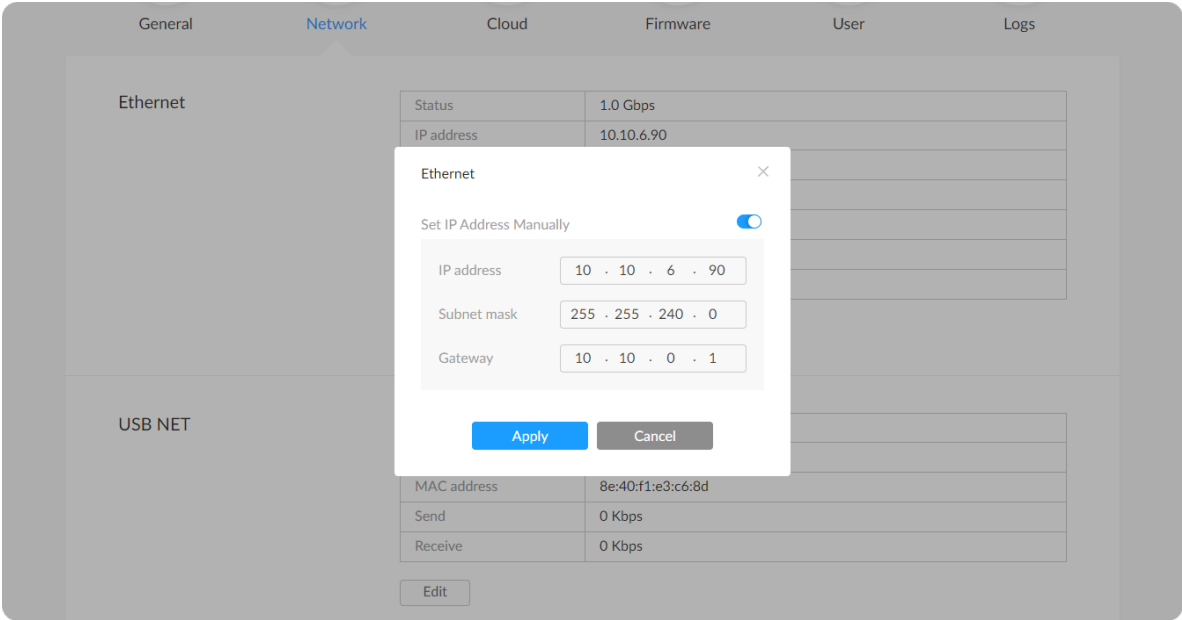 General Network Cloud Firmware User Logs
Ethernet
Status 1.0 Gbps
IP address 10.10.6.90
Ethernet
Set IP Address Manually
IP address 10 . 10 . 6 . 90
Subnet mask 255 . 255 . 240 . 0
Gateway 10 . 10 . 0 . 1
Apply Cancel
USB NET
MAC address 8e:40:f1:e3:c6:8d
Send 0 Kbps
Receive 0 Kbps
Edit